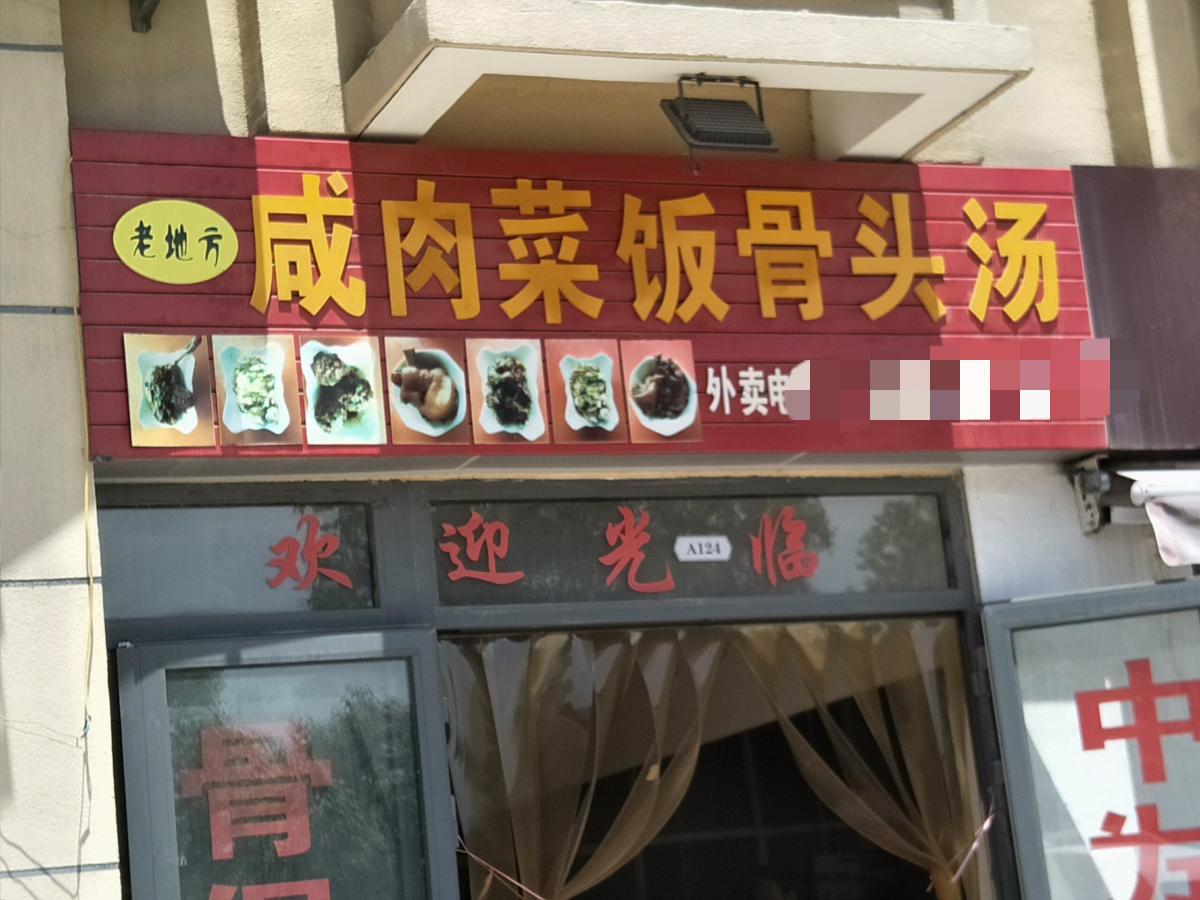 老地方
咸肉菜饭骨头汤
外卖电
欢迎光临
A124
骨
中